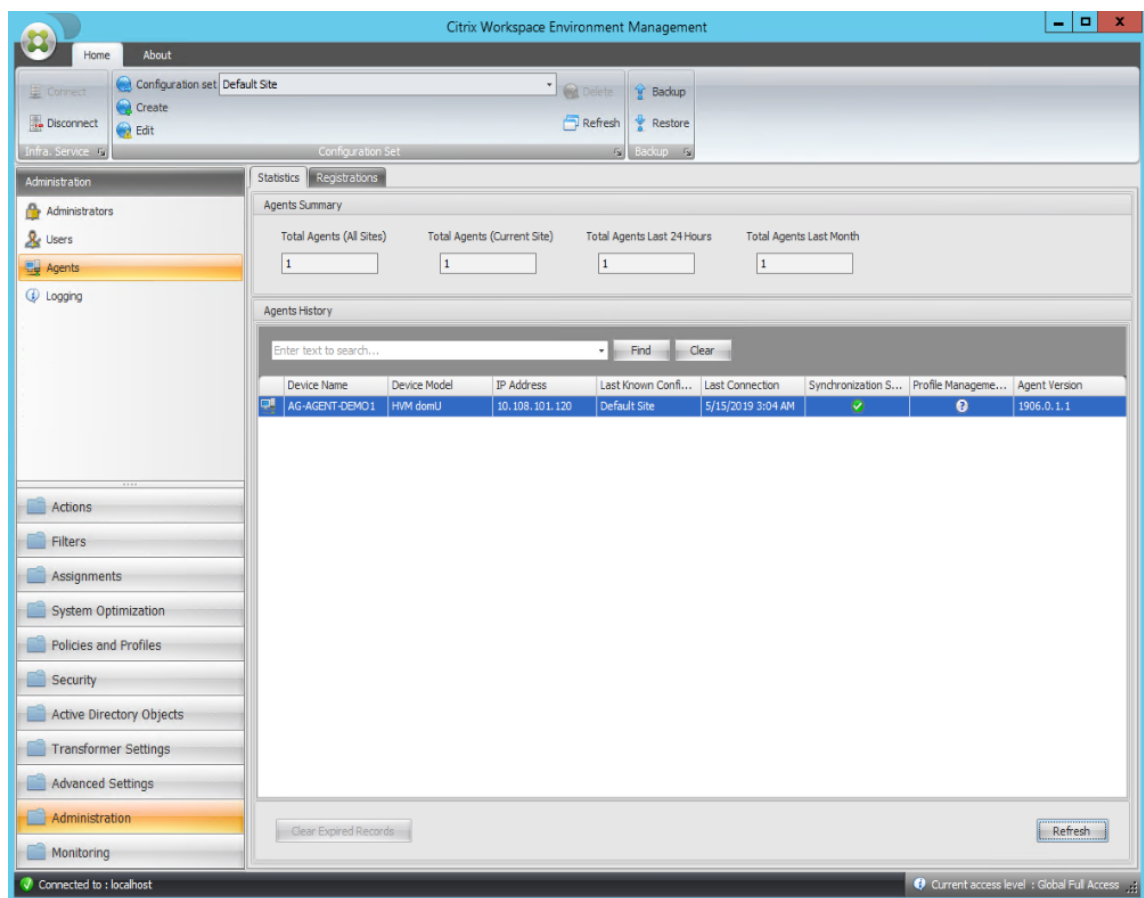 Citrix Workspace Environment Management
Home About
Connect
Disconnect
Infra. Service
Configuration set Default Site
Create
Edit
Delete
Refresh
Configuration Set
Backup
Restore
Backup
Administration
Administrators
Users
Agents
Logging
Statistics Registrations
Agents Summary
Total Agents (All Sites) Total Agents (Current Site) Total Agents Last 24 Hours Total Agents Last Month
1 1 1 1
Agents History
Enter text to search... Find Clear
Device Name Device Model IP Address Last Known Confi... Last Connection Synchronization S... Profile Manageme... Agent Version
AG-AGENT-DEMO1 HVM domU 10.108.101.120 Default Site 5/15/2019 3:04 AM 1906.0.1.1
Actions
Filters
Assignments
System Optimization
Policies and Profiles
Security
Active Directory Objects
Transformer Settings
Advanced Settings
Administration
Monitoring
Clear Expired Records Refresh
Connected to : localhost Current access level : Global Full Access